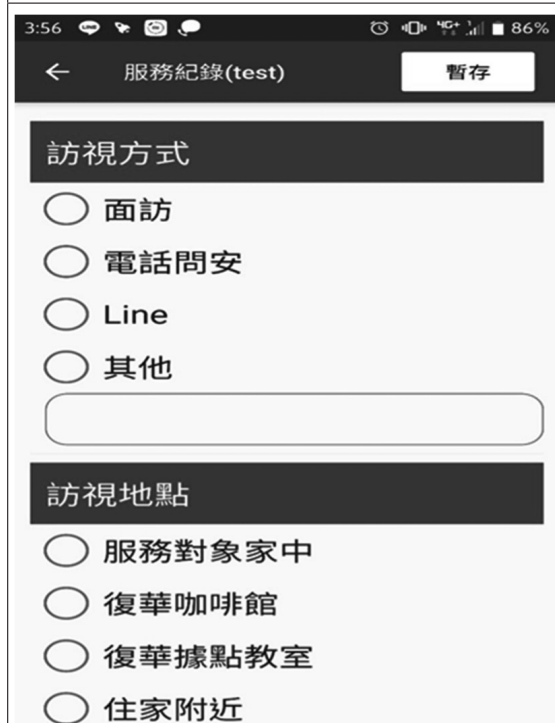 3:56 LINE 4G+ 86%
服務紀錄(test) 暫存
訪視方式
面訪
電話問安
Line
其他
訪視地點
服務對象家中
復華咖啡館
復華據點教室
住家附近